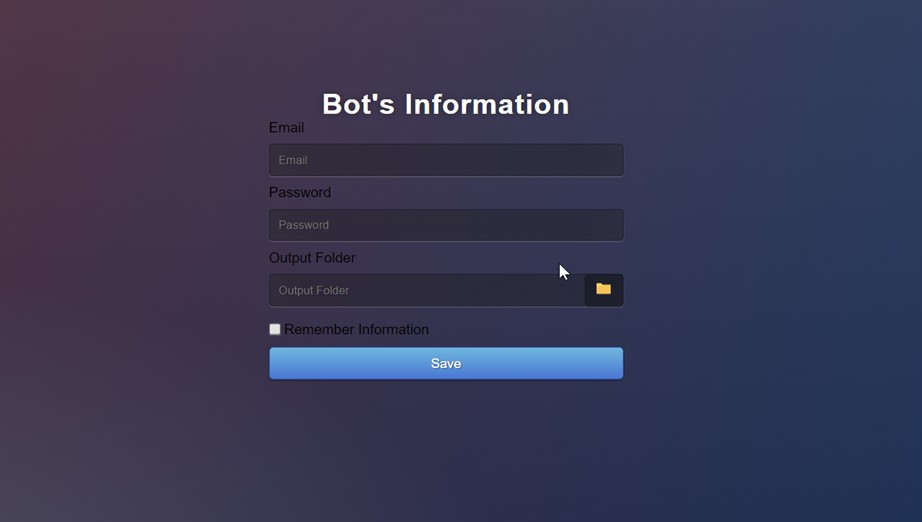 Bot's Information
Email
Email
Password
Password
Output Folder
Output Folder
Remember Information
Save